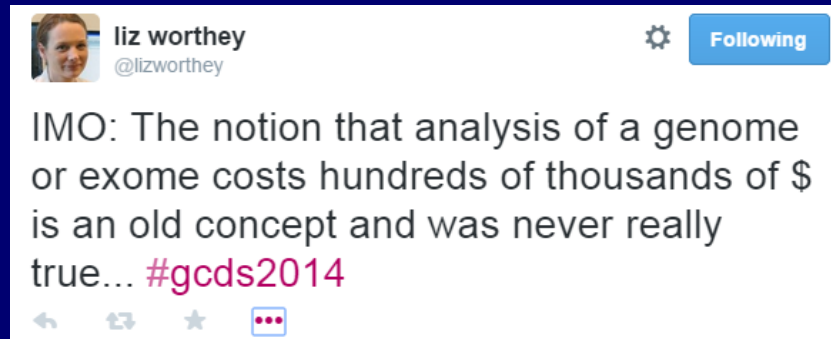 liz worthey
Following
@lizworthey
IMO: The notion that analysis of a genome
or exome costs hundreds of thousands of $
is an old concept and was never really
true... #gcds2014